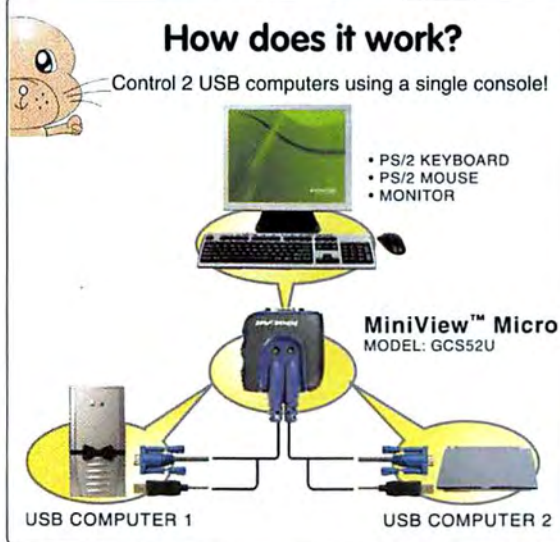 How does it work?
Control 2 USB computers using a single console!
• PS/2 KEYBOARD
• PS/2 MOUSE
• MONITOR
MiniView™ Micro
MODEL: GCS52U
USB COMPUTER 1
USB COMPUTER 2